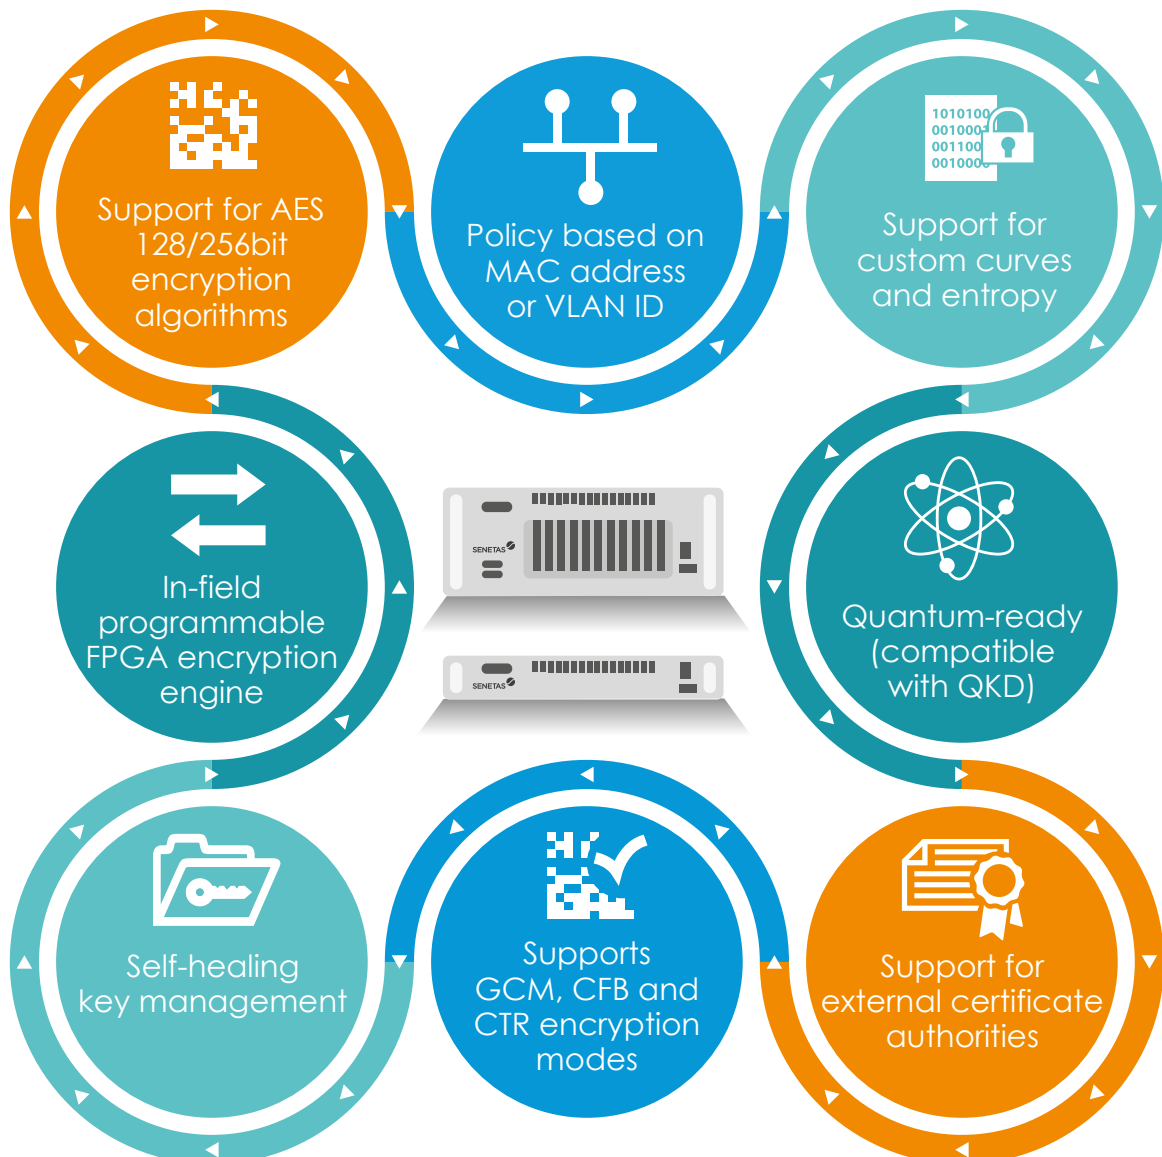 Support for AES
128/256bit
encryption
algorithms
Policy based on
MAC address
or VLAN ID
1010100
0010001
0011000
0010000
Support for
custom curves
and entropy
In-field
programmable
FPGA encryption
engine
SENETAS
SENETAS
Quantum-ready
(compatible
with QKD)
Self-healing
key management
Supports
GCM, CFB and
CTR encryption
modes
Support for
external certificate
authorities